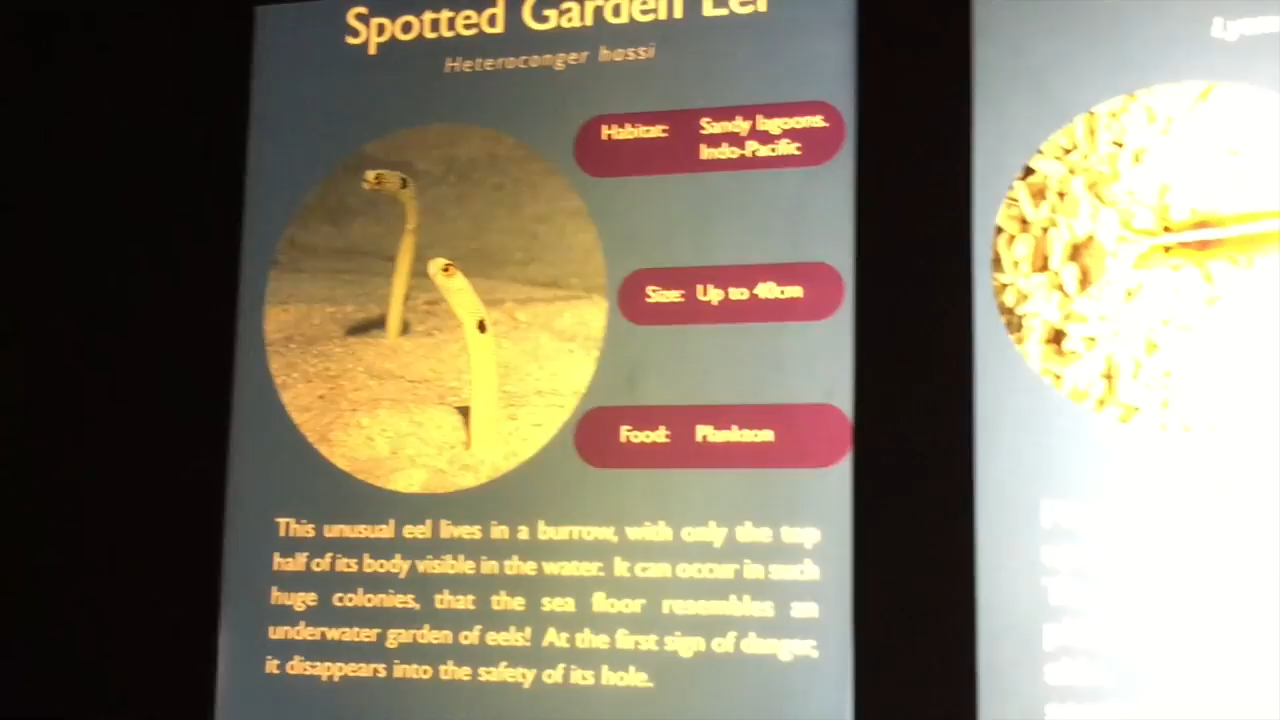 Spotted Garden Eel
Heteroconger hassi
Habitat: Sandy lagoons.
Indo-Pacific
Size: Up to 40cm
Food: Plankton
This unusual eel lives in a burrow, with only the top
half of its body visible in the water. It can occur in such
huge colonies, that the sea floor resembles an
underwater garden of eels! At the first sign of danger,
it disappears into the safety of its hole.